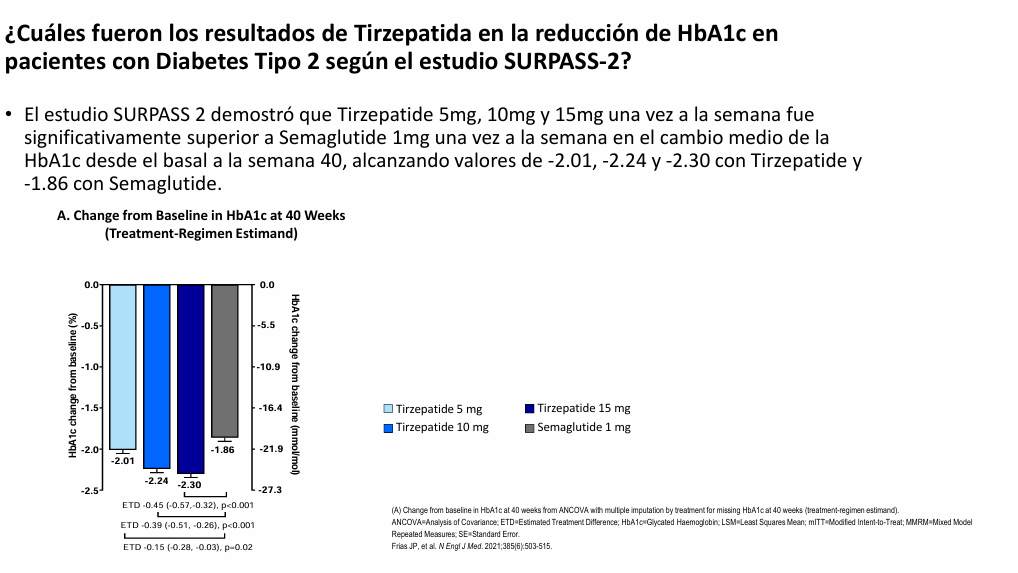 ¿Cuáles fueron los resultados de Tirzepatida en la reducción de HbA1c en
pacientes con Diabetes Tipo 2 según el estudio SURPASS-2?
• El estudio SURPASS 2 demostró que Tirzepatide 5mg, 10mg y 15mg una vez a la semana fue
significativamente superior a Semaglutide 1mg una vez a la semana en el cambio medio de la
HbA1c desde el basal a la semana 40, alcanzando valores de -2.01, -2.24 y -2.30 con Tirzepatide y
-1.86 con Semaglutide.
A. Change from Baseline in HbA1c at 40 Weeks
(Treatment-Regimen Estimand)
HbA1c change from baseline (%)
0.0
-0.5
-1.0
-1.5
-2.0
-2.5
-2.01
-2.24
-2.30
-1.86
0.0
-5.5
-10.9
-16.4
-21.9
-27.3
HbA1c change from baseline (mmol/mol)
ETD -0.45 (-0.57,-0.32), p<0.001
ETD -0.39 (-0.51, -0.26), p<0.001
ETD -0.15 (-0.28, -0.03), p=0.02
Tirzepatide 5 mg
Tirzepatide 15 mg
Tirzepatide 10 mg
Semaglutide 1 mg
(A) Change from baseline in HbA1c at 40 weeks from ANCOVA with multiple imputation by treatment for missing HbA1c at 40 weeks (treatment-regimen estimand).
ANCOVA=Analysis of Covariance; ETD=Estimated Treatment Difference; HbA1c=Glycated Haemoglobin; LSM=Least Squares Mean; mITT=Modified Intent-to-Treat; MMRM=Mixed Model
Repeated Measures; SE=Standard Error.
Frias JP, et al. N Engl J Med. 2021;385(6):503-515.